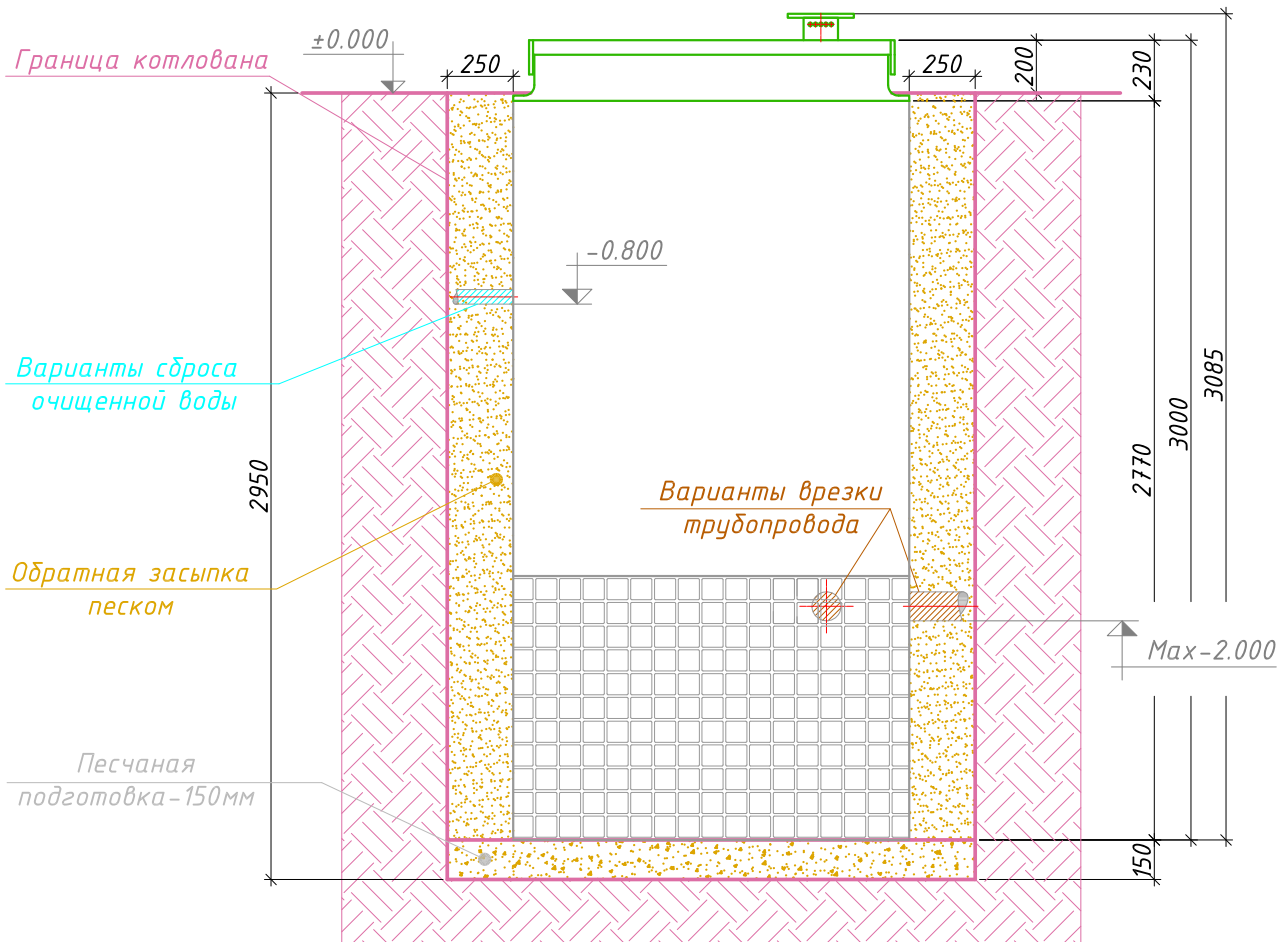 Граница котлована
±0.000
250
250
200
230
3085
3000
2770
2950
-0.800
Варианты сброса
очищенной воды
Варианты врезки
трубопровода
Обратная засыпка
песком
Max-2.000
Песчаная
подготовка-150мм
150